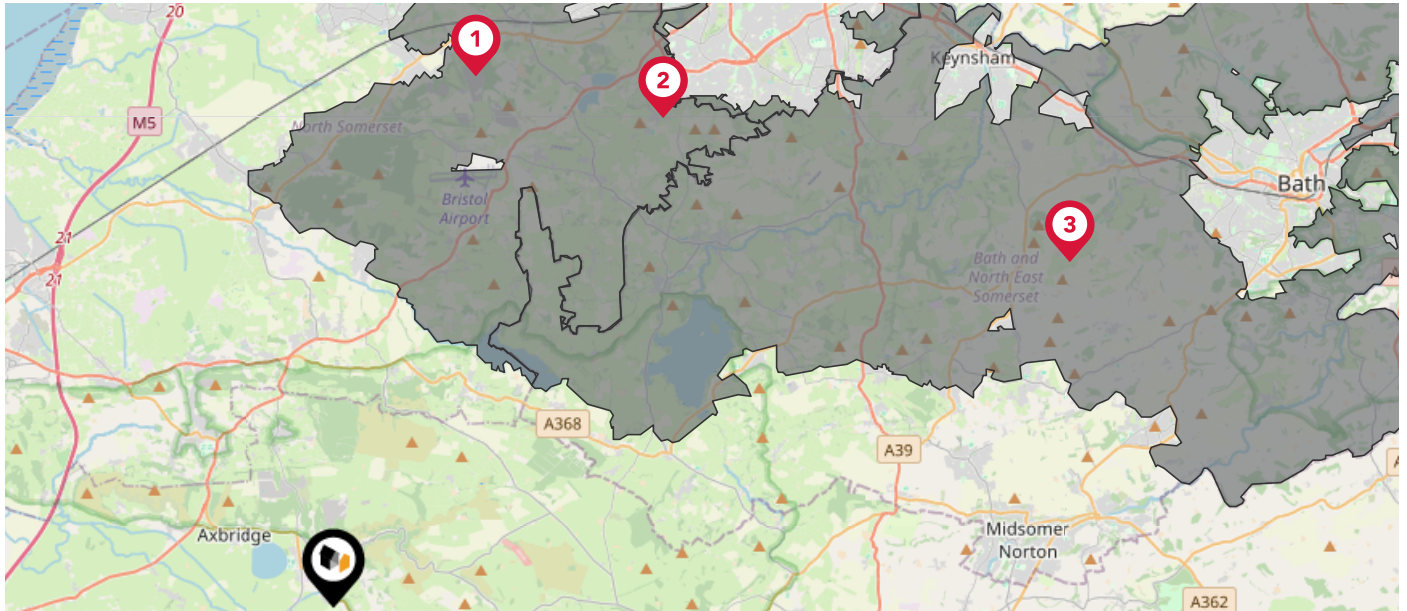 20
1
2
Keynsham
M5
North Somerset
Bath
Bristol
Airport
3
21
Bath and
North East
Somerset
21
A368
A39
Axbridge
Midsomer
Norton
A362